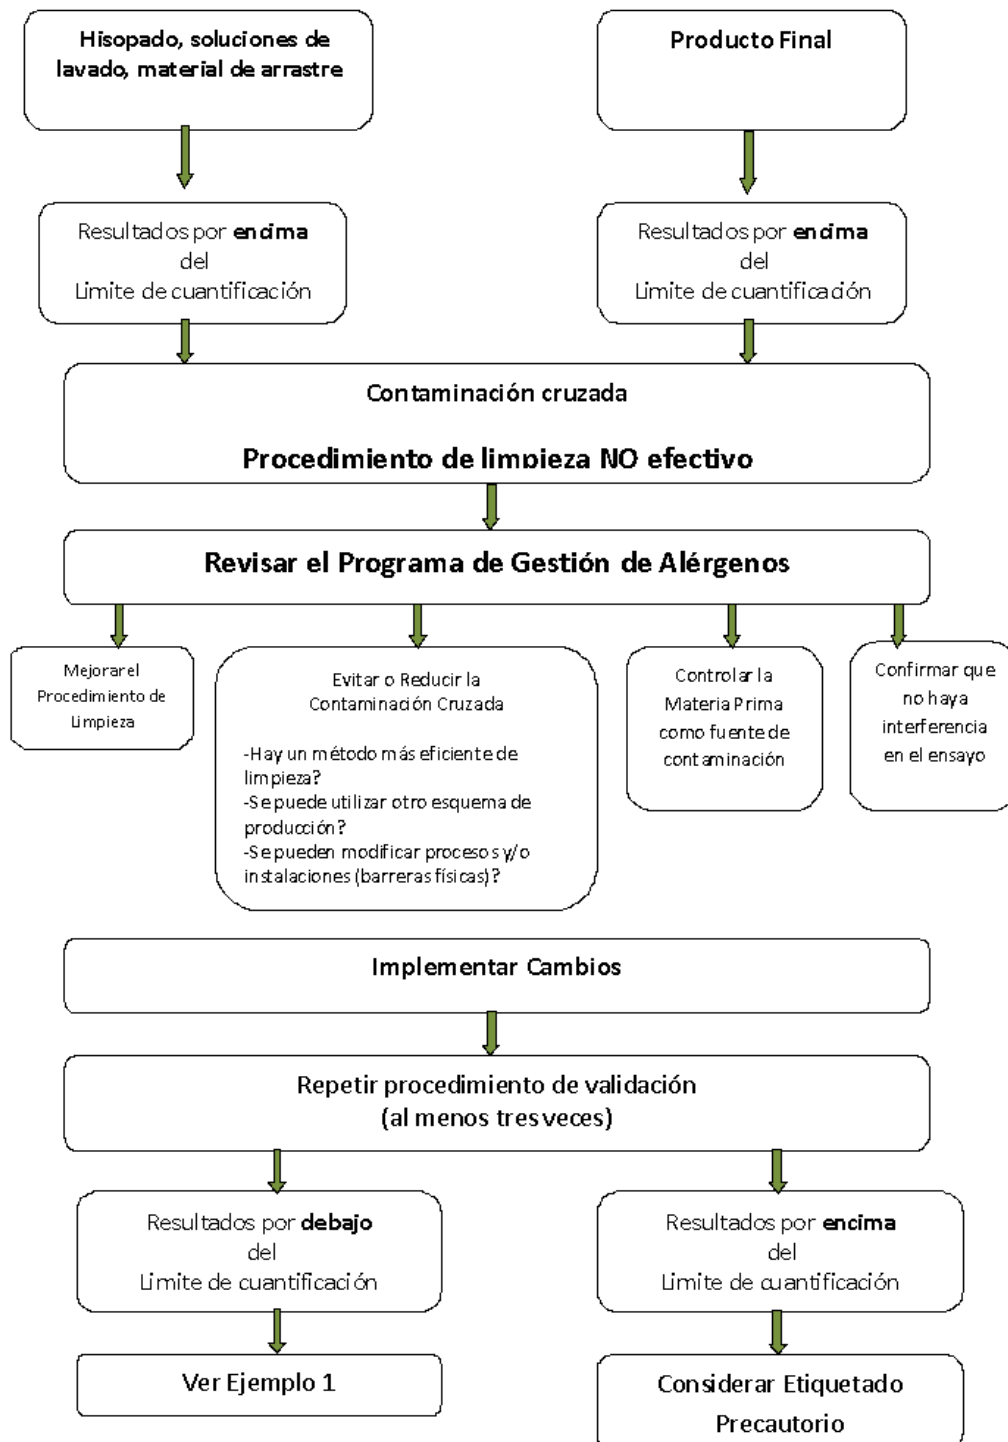 Hisopado, soluciones de
lavado, material de arrastre
Producto Final
Resultados por encima
del
Limite de cuantificación
Resultados por encima
del
Limite de cuantificación
Contaminación cruzada
Procedimiento de limpieza NO efectivo
Revisar el Programa de Gestión de Alérgenos
Mejorar el
Procedimiento de
Limpieza
Evitar o Reducir la
Contaminación Cruzada
-Hay un método más eficiente de
limpieza?
-Se puede utilizar otro esquema de
producción?
-Se pueden modificar procesos y/o
instalaciones (barreras físicas)?
Controlar la
Materia Prima
como fuente de
contaminación
Confirmar que
no haya
interferencia
en el ensayo
Implementar Cambios
Repetir procedimiento de validación
(al menos tres veces)
Resultados por debajo
del
Limite de cuantificación
Resultados por encima
del
Limite de cuantificación
Ver Ejemplo 1
Considerar Etiquetado
Precautorio